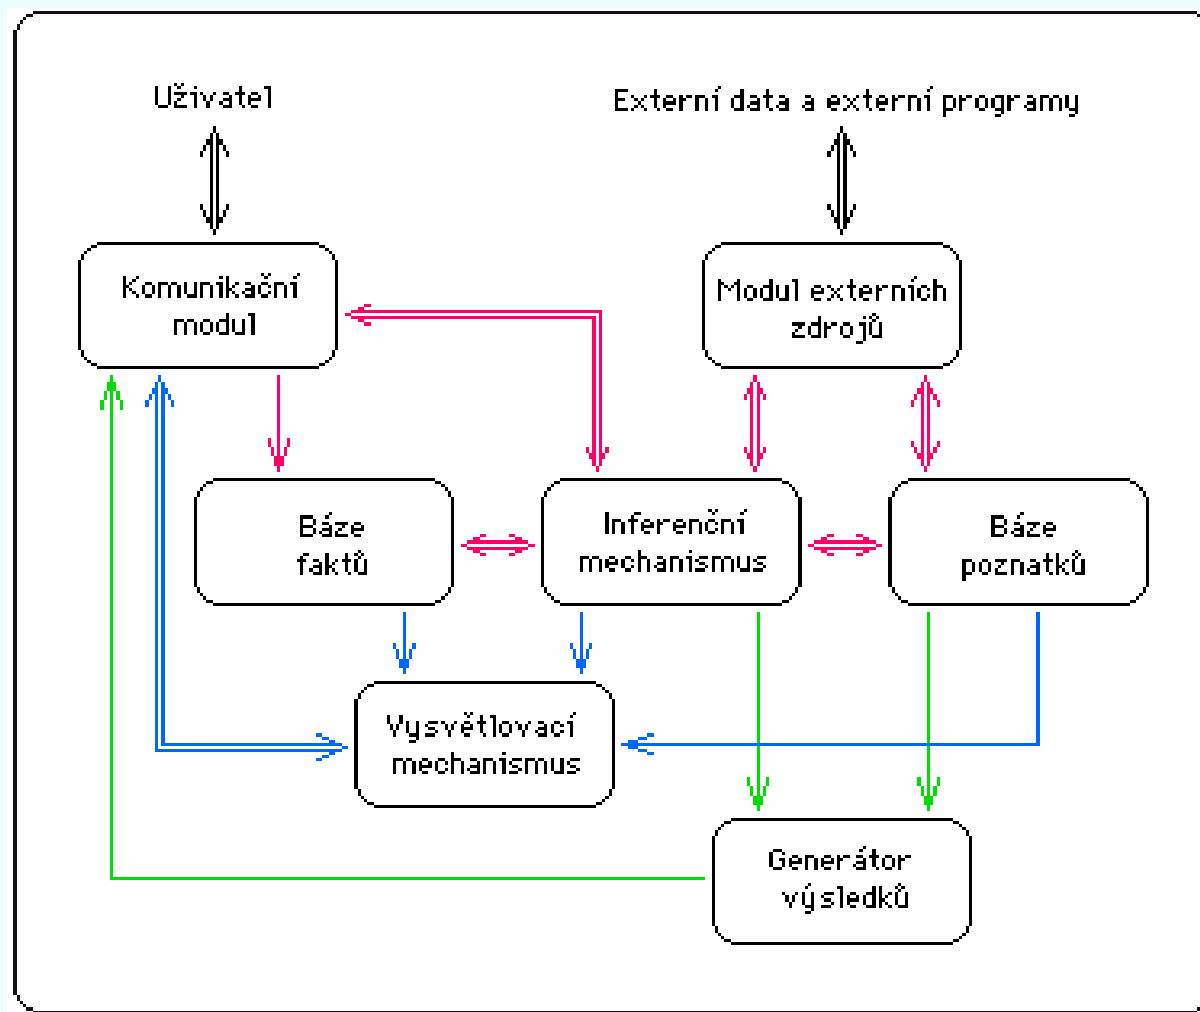 Uživatel
Externí data a externí programy
Komunikační
modul
Modul externích
zdrojů
Báze
faktů
Inferenční
mechanismus
Báze
poznatků
Vysvětlovací
mechanismus
Generátor
výsledků